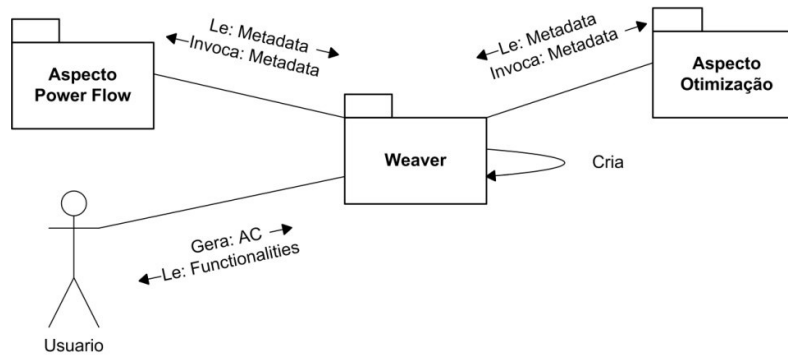 Le: Metadata
Invoca: Metadata
Le: Metadata
Invoca: Metadata
Aspecto
Power Flow
Aspecto
Otimização
Weaver
Cria
Gera: AC
Le: Functionalities
Usuario